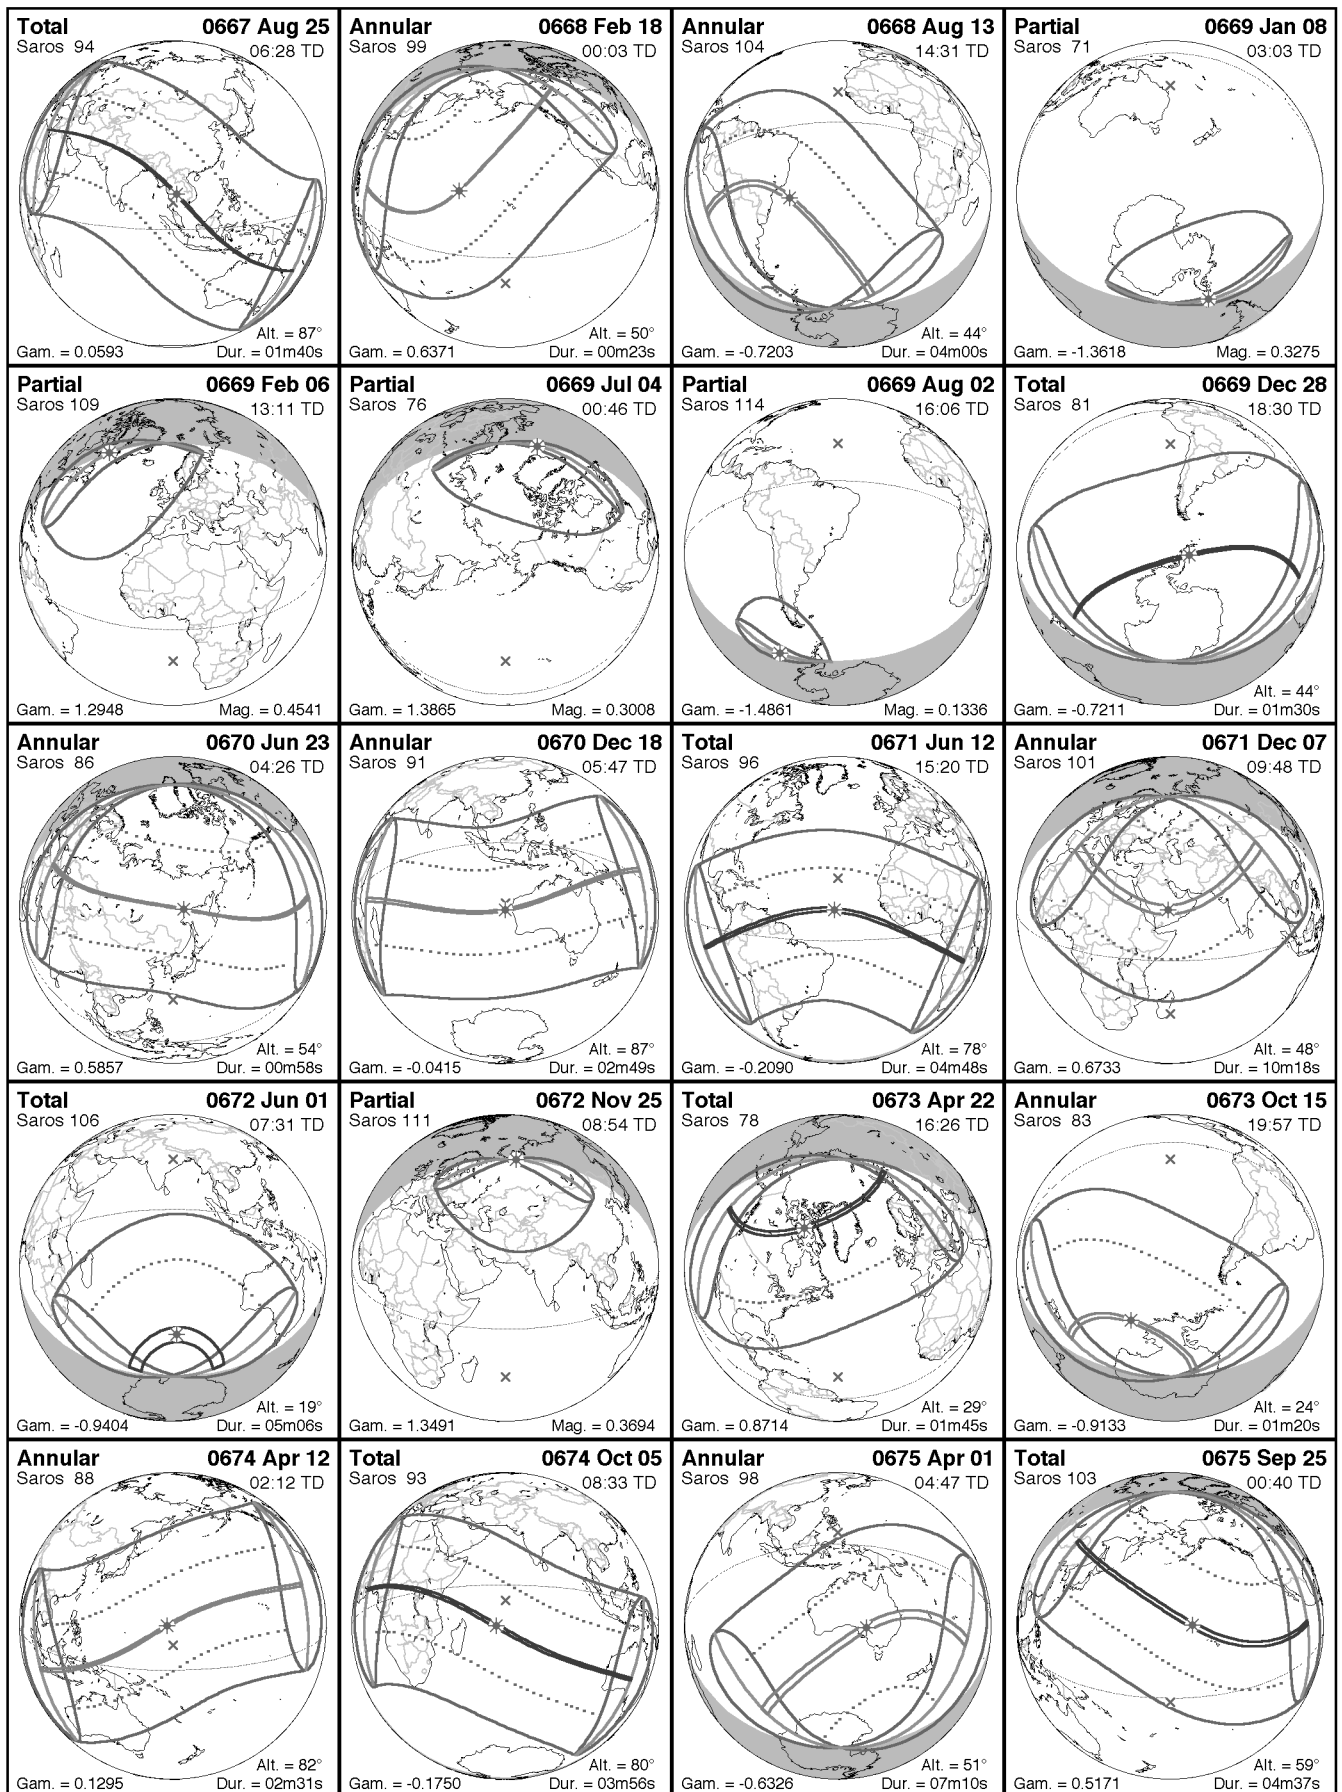 Total 0667 Aug 25
Saros 94 06:28 TD
Alt. = 87°
Gam. = 0.0593 Dur. = 01m40s
Annular 0668 Feb 18
Saros 99 00:03 TD
Alt. = 50°
Gam. = 0.6371 Dur. = 00m23s
Annular 0668 Aug 13
Saros 104 14:31 TD
Alt. = 44°
Gam. = -0.7203 Dur. = 04m00s
Partial 0669 Jan 08
Saros 71 03:03 TD
Gam. = -1.3618 Mag. = 0.3275
Partial 0669 Feb 06
Saros 109 13:11 TD
Gam. = 1.2948 Mag. = 0.4541
Partial 0669 Jul 04
Saros 76 00:46 TD
Gam. = 1.3865 Mag. = 0.3008
Partial 0669 Aug 02
Saros 114 16:06 TD
Gam. = -1.4861 Mag. = 0.1336
Total 0669 Dec 28
Saros 81 18:30 TD
Alt. = 44°
Gam. = -0.7211 Dur. = 01m30s
Annular 0670 Jun 23
Saros 86 04:26 TD
Alt. = 54°
Gam. = 0.5857 Dur. = 00m58s
Annular 0670 Dec 18
Saros 91 05:47 TD
Alt. = 87°
Gam. = -0.0415 Dur. = 02m49s
Total 0671 Jun 12
Saros 96 15:20 TD
Alt. = 78°
Gam. = -0.2090 Dur. = 04m48s
Annular 0671 Dec 07
Saros 101 09:48 TD
Alt. = 48°
Gam. = 0.6733 Dur. = 10m18s
Total 0672 Jun 01
Saros 106 07:31 TD
Alt. = 19°
Gam. = -0.9404 Dur. = 05m06s
Partial 0672 Nov 25
Saros 111 08:54 TD
Gam. = 1.3491 Mag. = 0.3694
Total 0673 Apr 22
Saros 78 16:26 TD
Alt. = 29°
Gam. = 0.8714 Dur. = 01m45s
Annular 0673 Oct 15
Saros 83 19:57 TD
Alt. = 24°
Gam. = -0.9133 Dur. = 01m20s
Annular 0674 Apr 12
Saros 88 02:12 TD
Alt. = 82°
Gam. = 0.1295 Dur. = 02m31s
Total 0674 Oct 05
Saros 93 08:33 TD
Alt. = 80°
Gam. = -0.1750 Dur. = 03m56s
Annular 0675 Apr 01
Saros 98 04:47 TD
Alt. = 51°
Gam. = -0.6326 Dur. = 07m10s
Total 0675 Sep 25
Saros 103 00:40 TD
Alt. = 59°
Gam. = 0.5171 Dur. = 04m37s